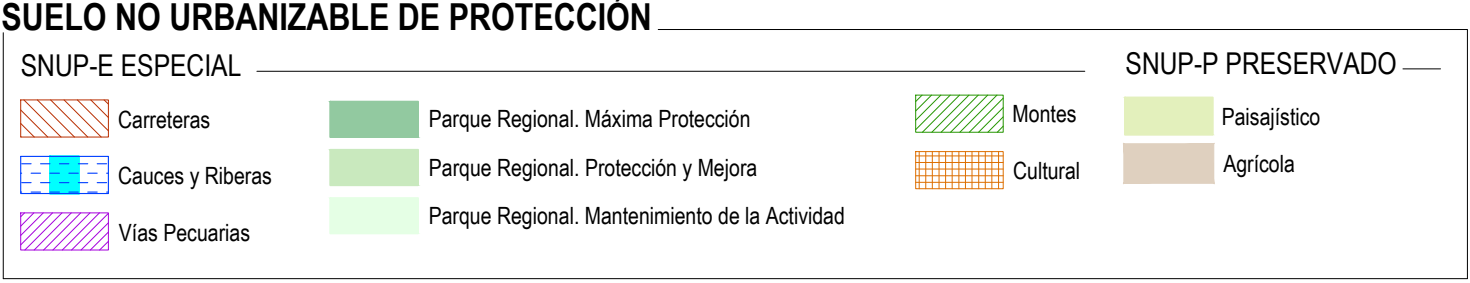 SUELO NO URBANIZABLE DE PROTECCIÓN
SNUP-E ESPECIAL
Carreteras
Cauces y Riberas
Vías Pecuarias
Parque Regional. Máxima Protección
Parque Regional. Protección y Mejora
Parque Regional. Mantenimiento de la Actividad
Montes
Cultural
SNUP-P PRESERVADO
Paisajístico
Agrícola